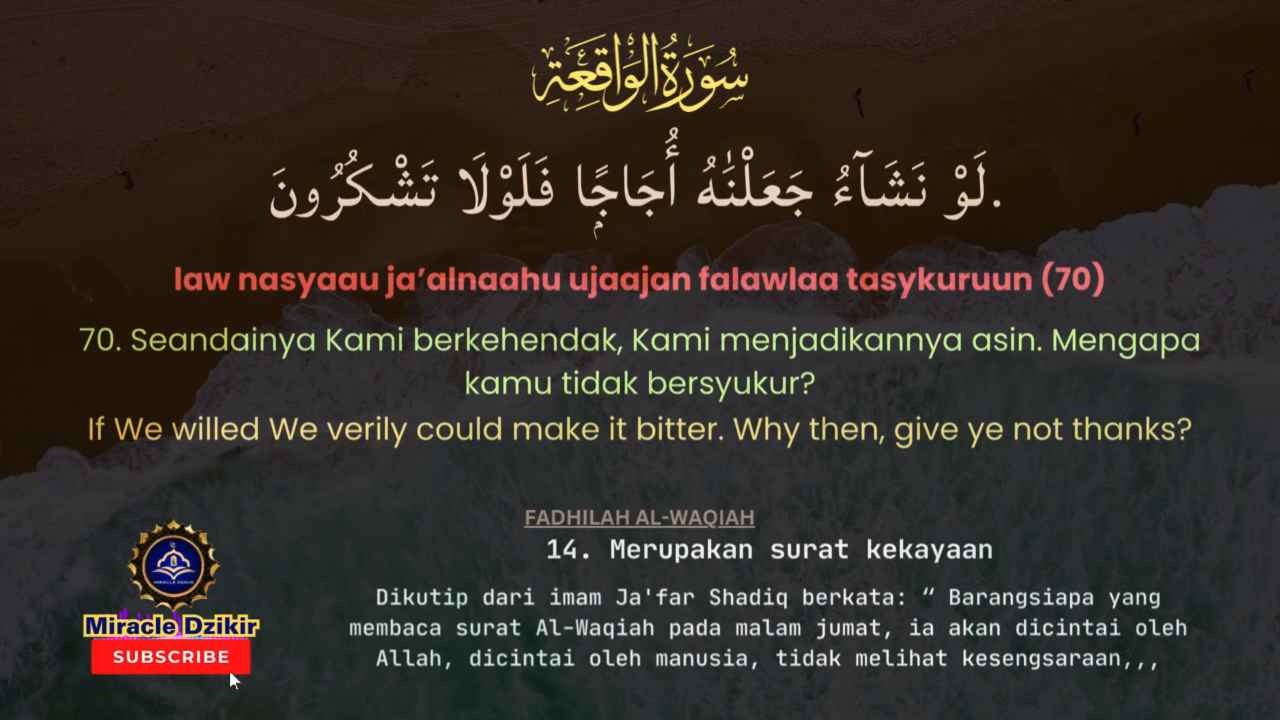 سُورَةُ الْوَاقِعَةِ
لَوْ نَشَآءُ جَعَلْنٰهُ أُجَاجًۭا فَلَوْلَا تَشْكُرُونَ.
law nasyaau ja’alnaahu ujaajan falawlaa tasykuruun (70)
70. Seandainya Kami berkehendak, Kami menjadikannya asin. Mengapa
kamu tidak bersyukur?
If We willed We verily could make it bitter. Why then, give ye not thanks?
FADHILAH AL-WAQIAH
14. Merupakan surat kekayaan
Dikutip dari imam Ja'far Shadiq berkata: “ Barangsiapa yang
membaca surat Al-Waqiah pada malam jumat, ia akan dicintai oleh
Allah, dicintai oleh manusia, tidak melihat kesengsaraan,,,
MIRACLE DZIKIR
Miracle Dzikir
SUBSCRIBE